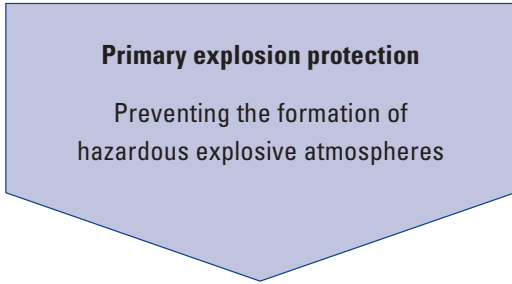 Primary explosion protection
Preventing the formation of
hazardous explosive atmospheres